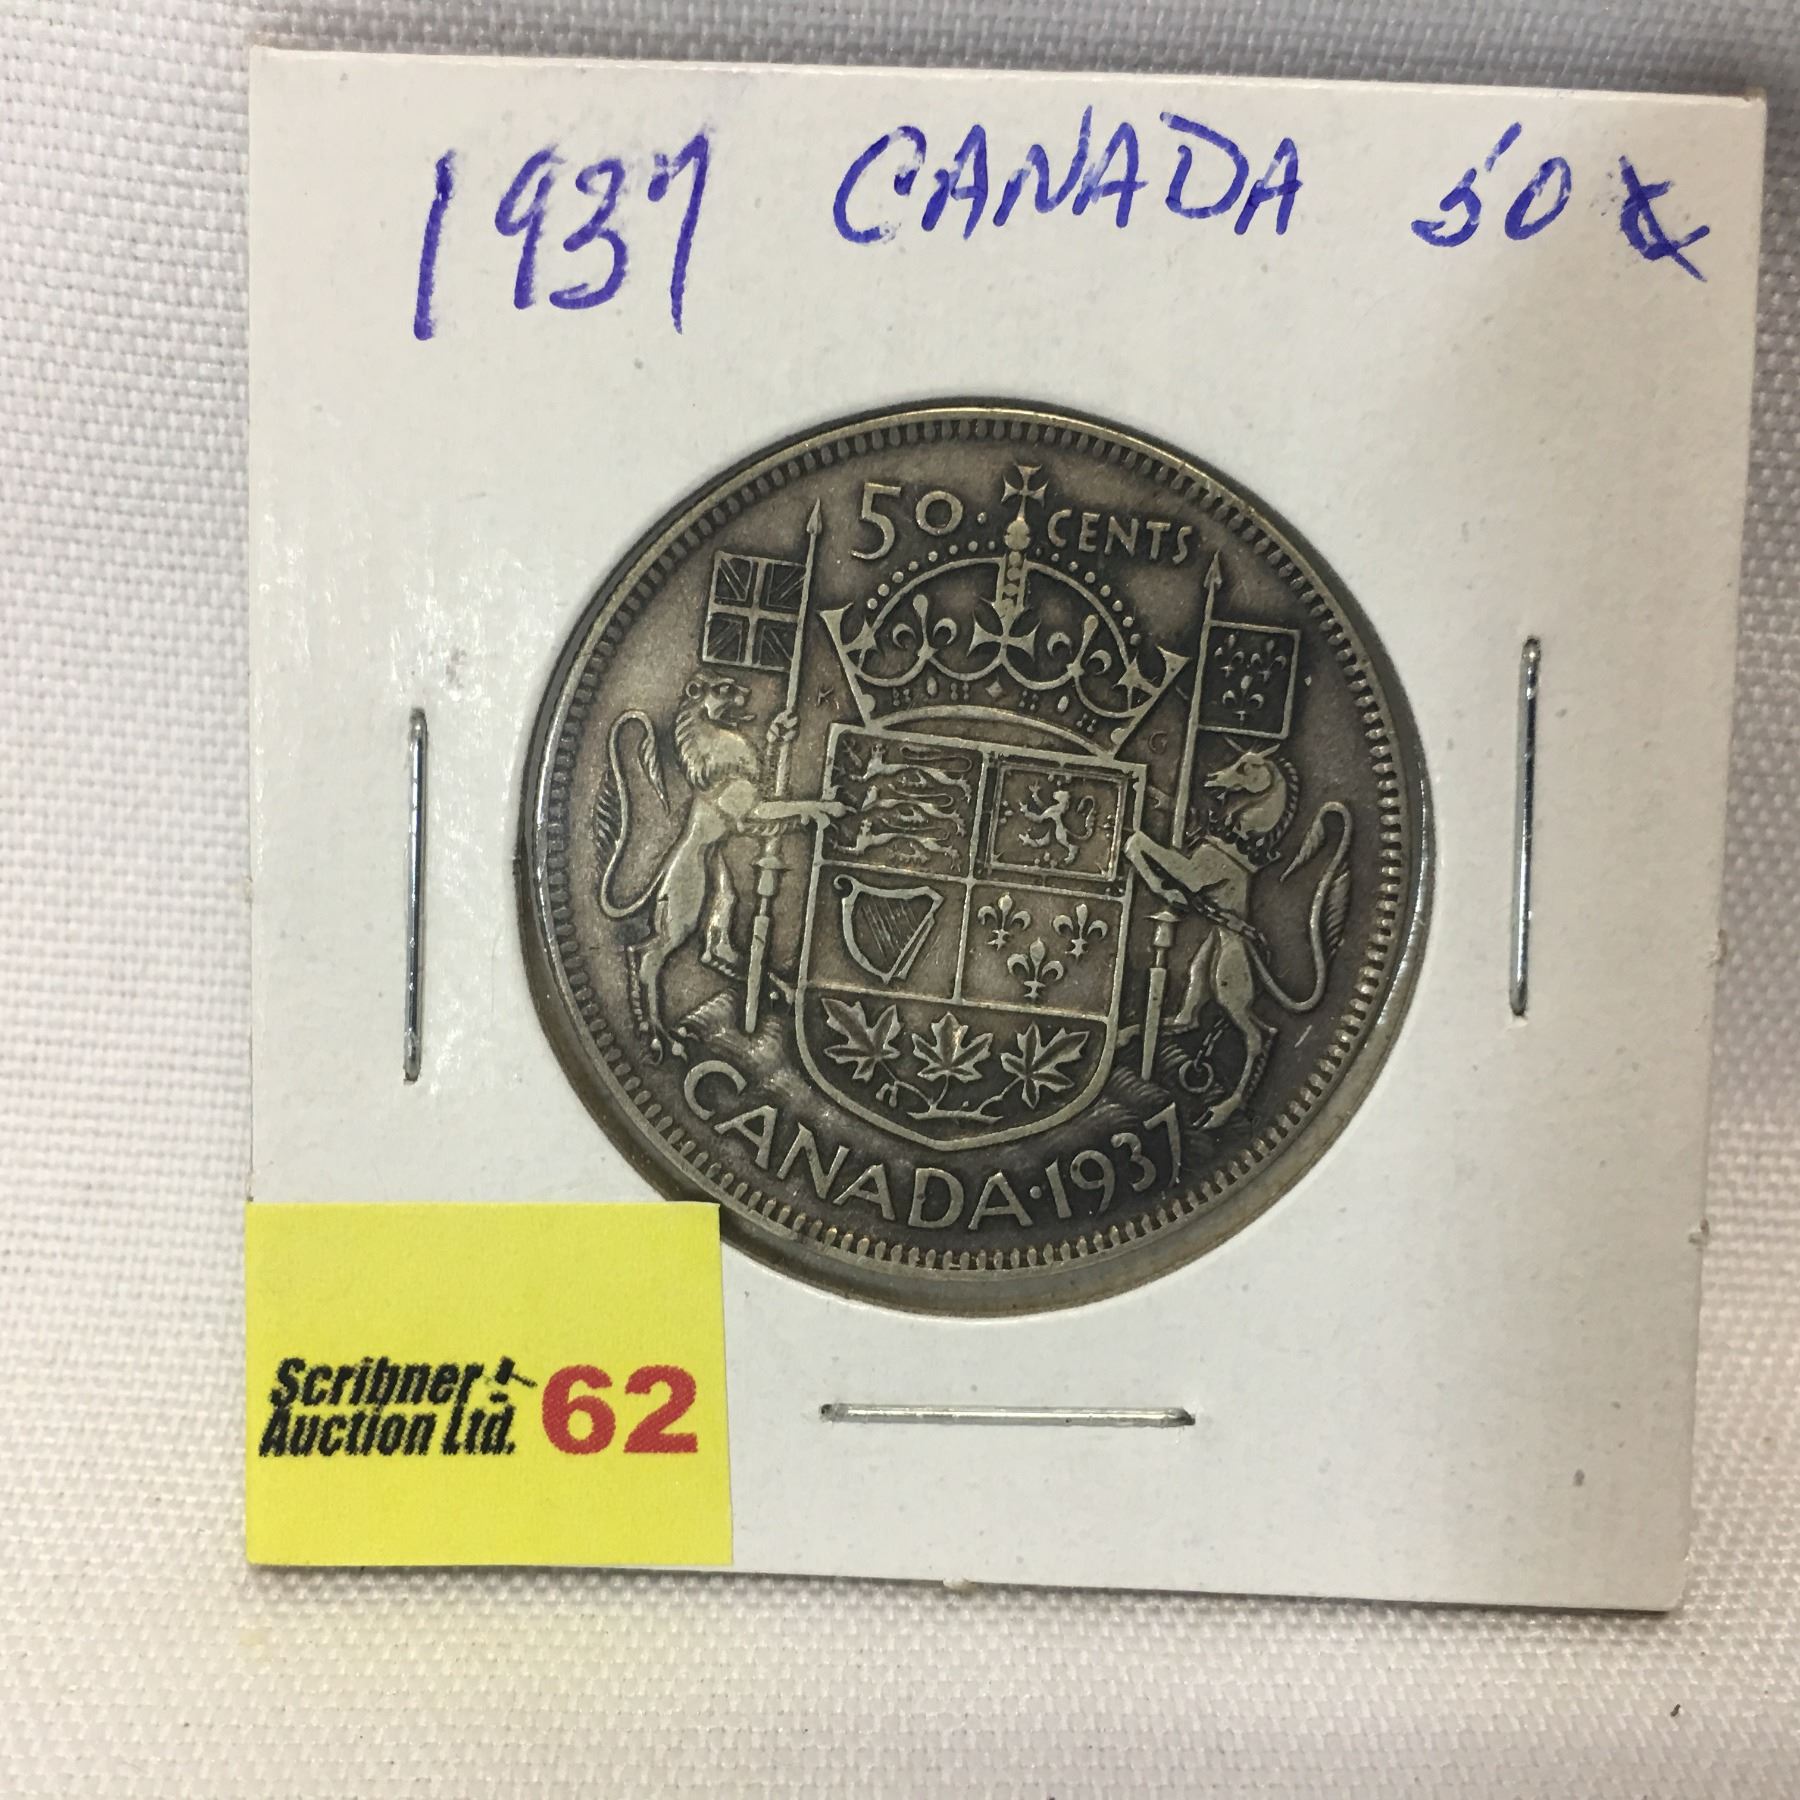 1937 CANADA 50¢
50 CENTS
K G
CANADA · 1937
Scribner
Auction Ltd. 62